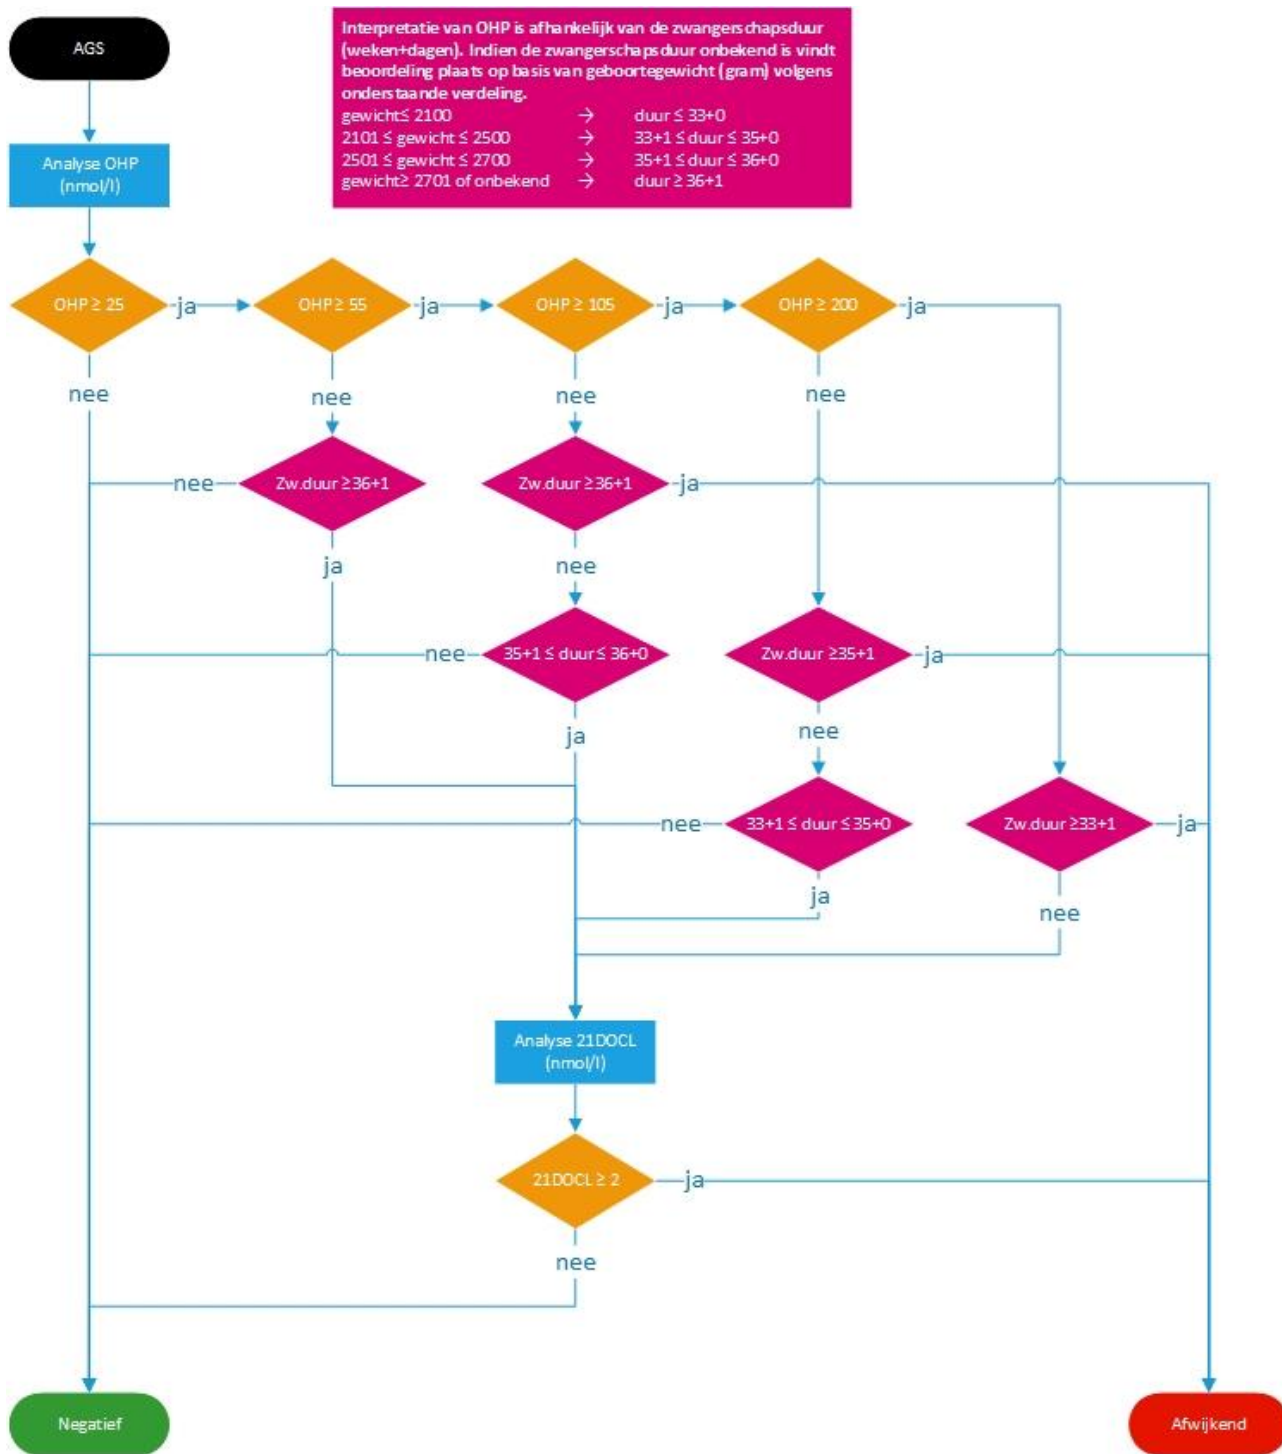 AGS
Interpretatie van OHP is afhankelijk van de zwangerschapsduur
(weken+dagen). Indien de zwangerschapsduur onbekend is vindt
beoordeling plaats op basis van geboortegewicht (gram) volgens
onderstaande verdeling.
gewicht≤ 2100 → duur ≤ 33+0
2101 ≤ gewicht ≤ 2500 → 33+1 ≤ duur ≤ 35+0
2501 ≤ gewicht ≤ 2700 → 35+1 ≤ duur ≤ 36+0
gewicht≥ 2701 of onbekend → duur ≥ 36+1
Analyse OHP
(nmol/l)
OHP ≥ 25
ja
OHP ≥ 55
ja
OHP ≥ 105
ja
OHP ≥ 200
ja
nee
nee
nee
nee
nee
Zw.duur ≥36+1
Zw.duur ≥36+1
ja
ja
nee
nee
35+1 ≤ duur ≤ 36+0
Zw.duur ≥35+1
ja
ja
nee
nee
33+1 ≤ duur ≤35+0
Zw.duur ≥33+1
ja
ja
nee
Analyse 21DOCL
(nmol/l)
21DOCL ≥ 2
ja
nee
Negatief
Afwijkend